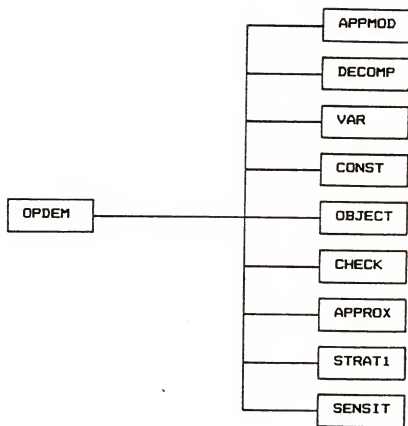 APPMOD
DECOMP
VAR
CONST
OPDEM
OBJECT
CHECK
APPROX
STRAT1
SENSIT